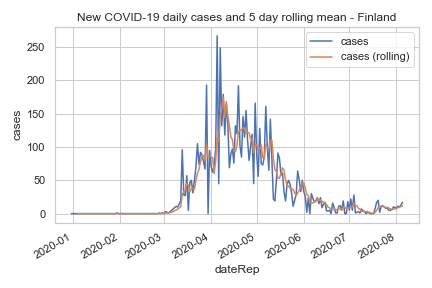 New COVID-19 daily cases and 5 day rolling mean - Finland
cases
cases (rolling)
250
200
150
100
50
0
cases
2020-01
2020-02
2020-03
2020-04
2020-05
2020-06
2020-07
2020-08
dateRep